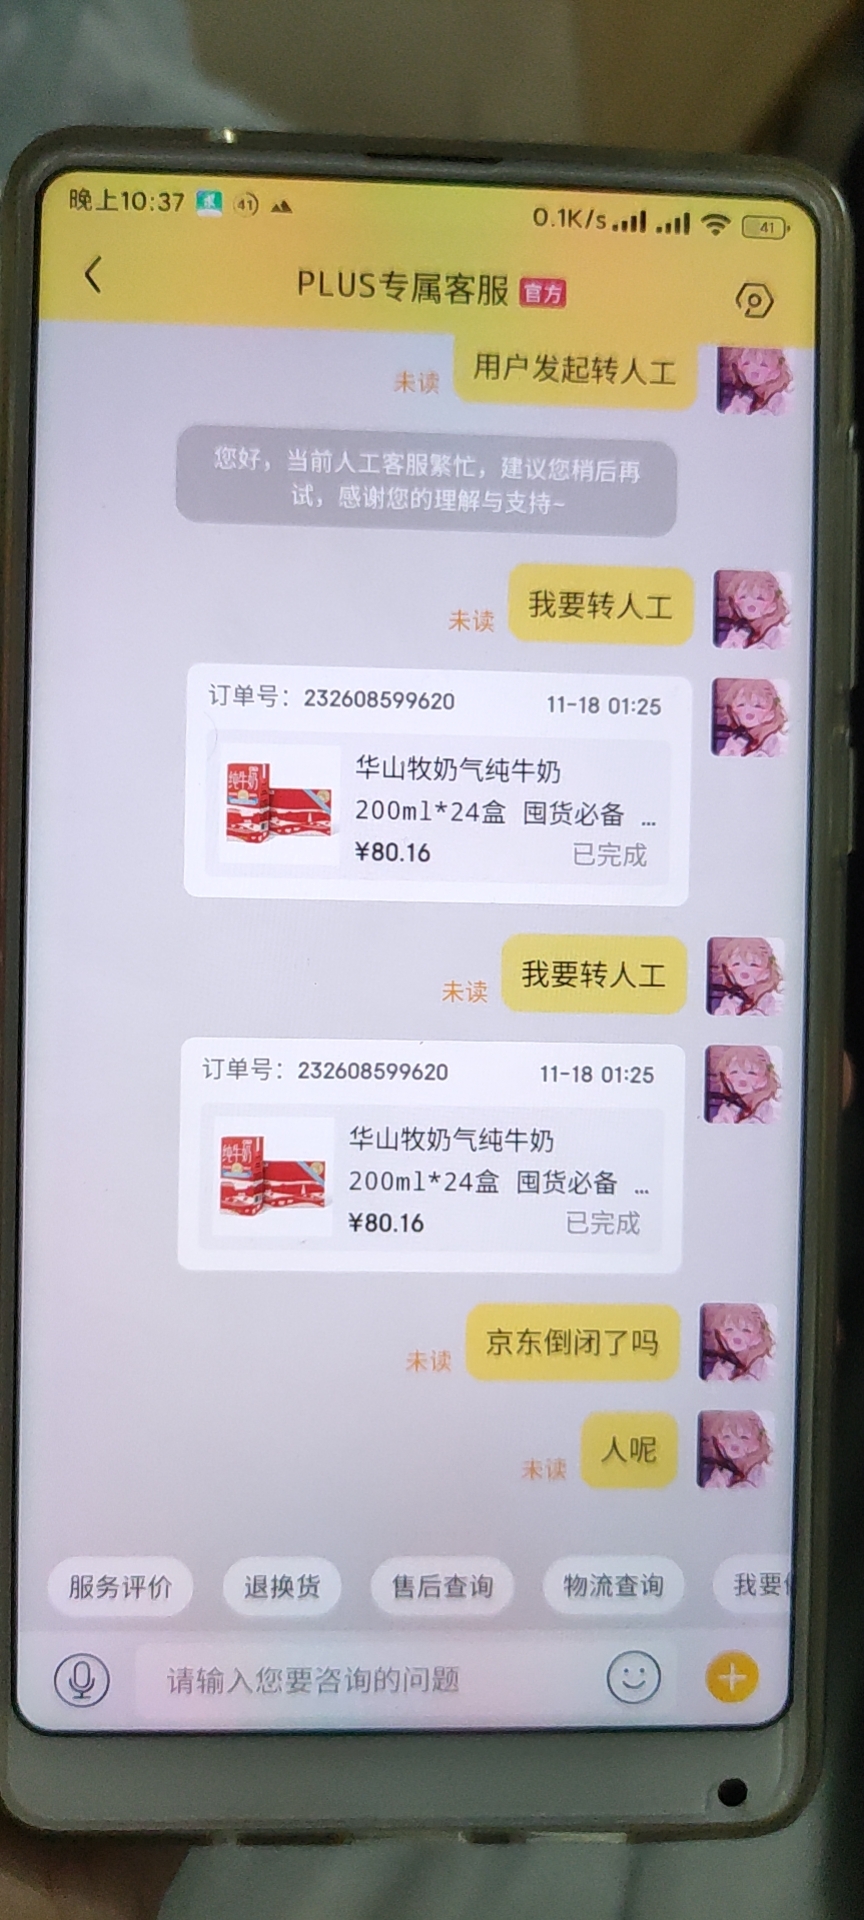 晚上10:37
41
0.1K/s
41
PLUS专属客服 官方
用户发起转人工
未读
您好，当前人工客服繁忙，建议您稍后再
试，感谢您的理解与支持~
我要转人工
未读
订单号：232608599620 11-18 01:25
纯牛奶
华山牧奶气纯牛奶
200ml*24盒 囤货必备 …
¥80.16 已完成
我要转人工
未读
订单号：232608599620 11-18 01:25
纯牛奶
华山牧奶气纯牛奶
200ml*24盒 囤货必备 …
¥80.16 已完成
京东倒闭了吗
未读
人呢
未读
服务评价 退换货 售后查询 物流查询 我要
请输入您要咨询的问题